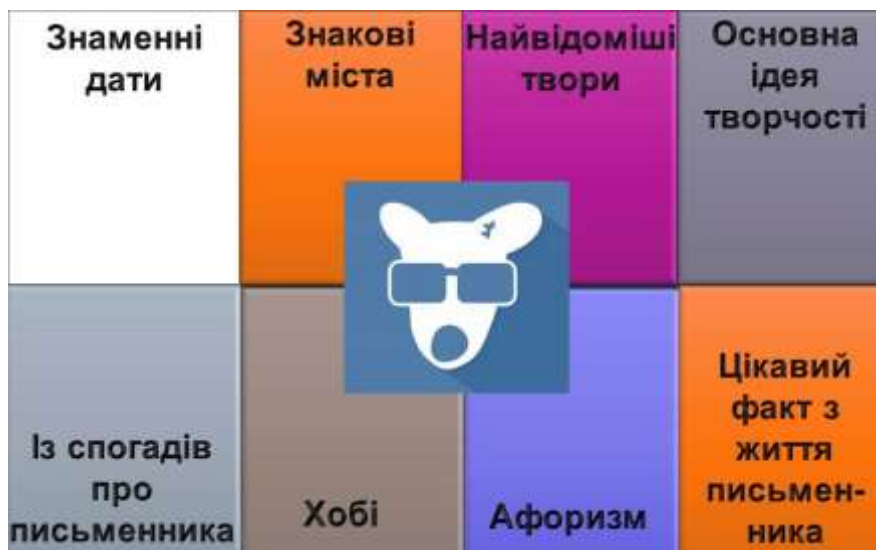 Знаменні
дати
Знакові
міста
Найвідоміші
твори
Основна
ідея
творчості
Із спогадів
про
письменника
Хобі
Афоризм
Цікавий
факт з
життя
письмен-
ника